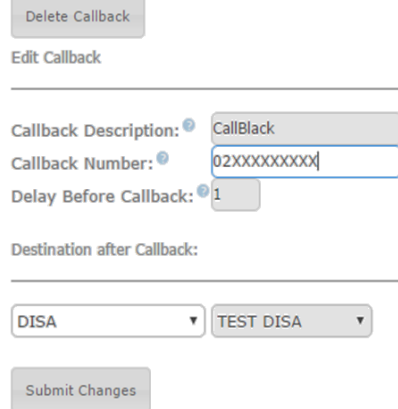 Delete Callback
Edit Callback
Callback Description: ? CallBlack
Callback Number: ? 02XXXXXXXXX
Delay Before Callback: ? 1
Destination after Callback:
DISA ▼ TEST DISA ▼
Submit Changes